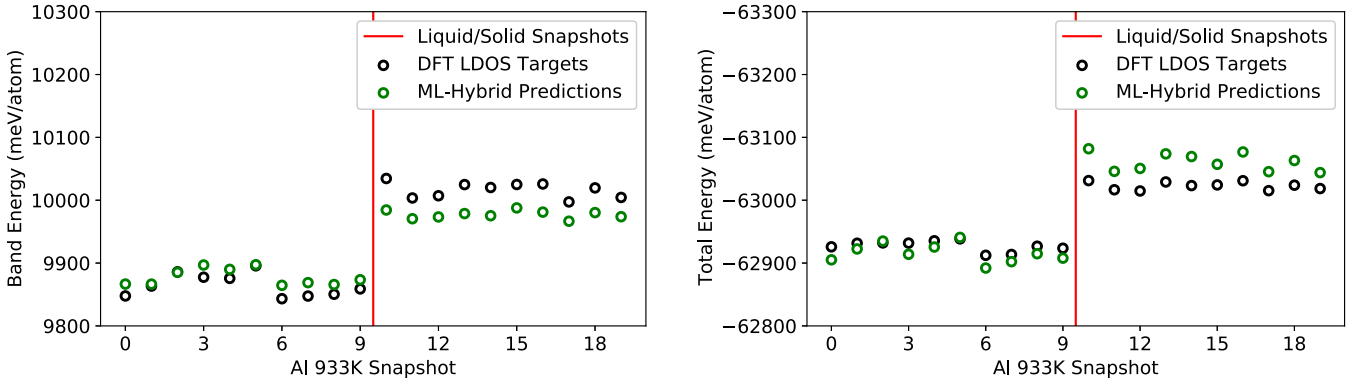 10300
10200
10100
10000
9900
9800
Band Energy (meV/atom)
Liquid/Solid Snapshots
DFT LDOS Targets
ML-Hybrid Predictions
0 3 6 9 12 15 18
Al 933K Snapshot
−63300
−63200
−63100
−63000
−62900
−62800
Total Energy (meV/atom)
Liquid/Solid Snapshots
DFT LDOS Targets
ML-Hybrid Predictions
0 3 6 9 12 15 18
Al 933K Snapshot